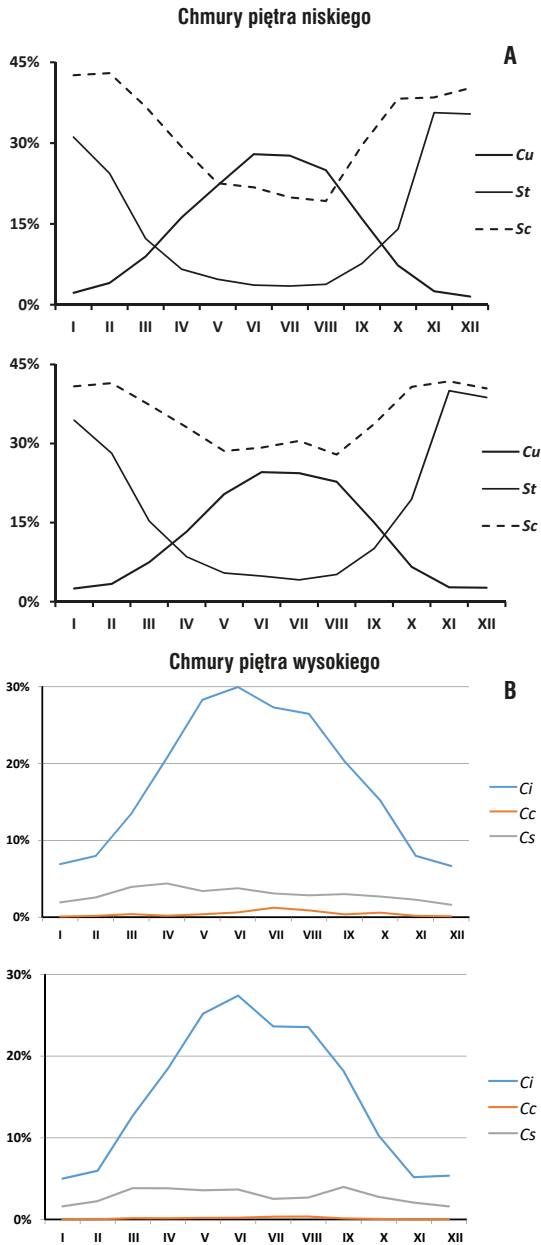 Chmury piętra niskiego
A
45%
30%
15%
0%
I II III IV V VI VII VIII IX X XI XII
Cu
St
Sc
45%
30%
15%
0%
I II III IV V VI VII VIII IX X XI XII
Cu
St
Sc
Chmury piętra wysokiego
B
30%
20%
10%
0%
I II III IV V VI VII VIII IX X XI XII
Ci
Cc
Cs
30%
20%
10%
0%
I II III IV V VI VII VIII IX X XI XII
Ci
Cc
Cs